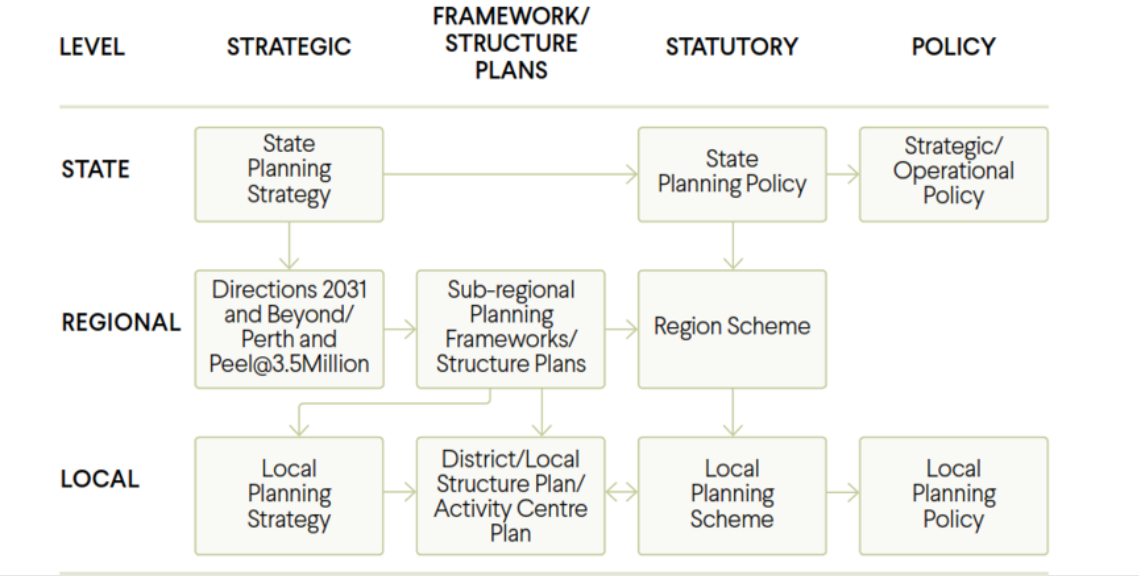 LEVEL
STRATEGIC
FRAMEWORK/
STRUCTURE
PLANS
STATUTORY
POLICY
STATE
State
Planning
Strategy
State
Planning Policy
Strategic/
Operational
Policy
REGIONAL
Directions 2031
and Beyond/
Perth and
Peel@3.5Million
Sub-regional
Planning
Frameworks/
Structure Plans
Region Scheme
LOCAL
Local
Planning
Strategy
District/Local
Structure Plan/
Activity Centre
Plan
Local
Planning
Scheme
Local
Planning
Policy